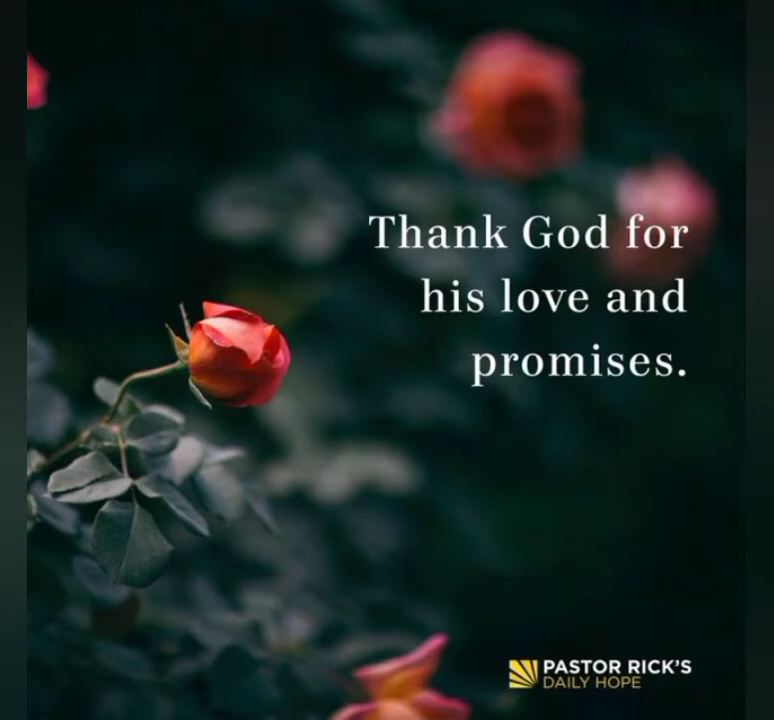 Thank God for
his love and
promises.
PASTOR RICK'S
DAILY HOPE